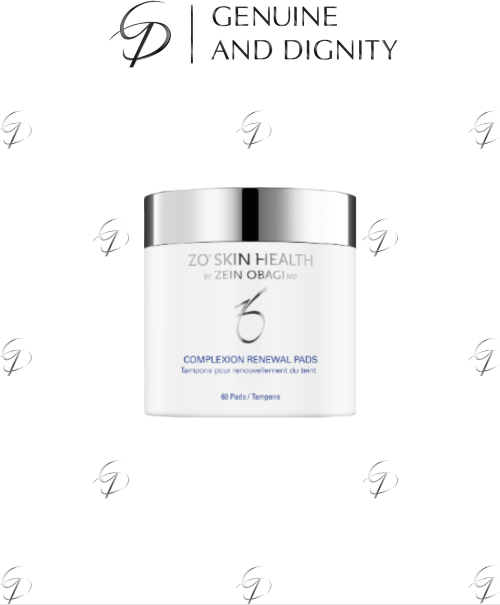 GENUINE
AND DIGNITY
ZO® SKIN HEALTH
BY ZEIN OBAGI MD
COMPLEXION RENEWAL PADS
Tampons pour renouvellement du teint
60 Pads / Tampons